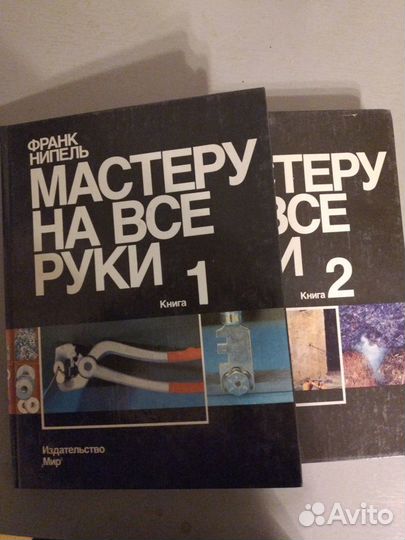 ФРАНК
НИПЕЛЬ
МАСТЕРУ
НА ВСЕ
РУКИ
Книга 1
Издательство
„Мир“
ТЕРУ
ВСЕ
И
Книга 2
Avito